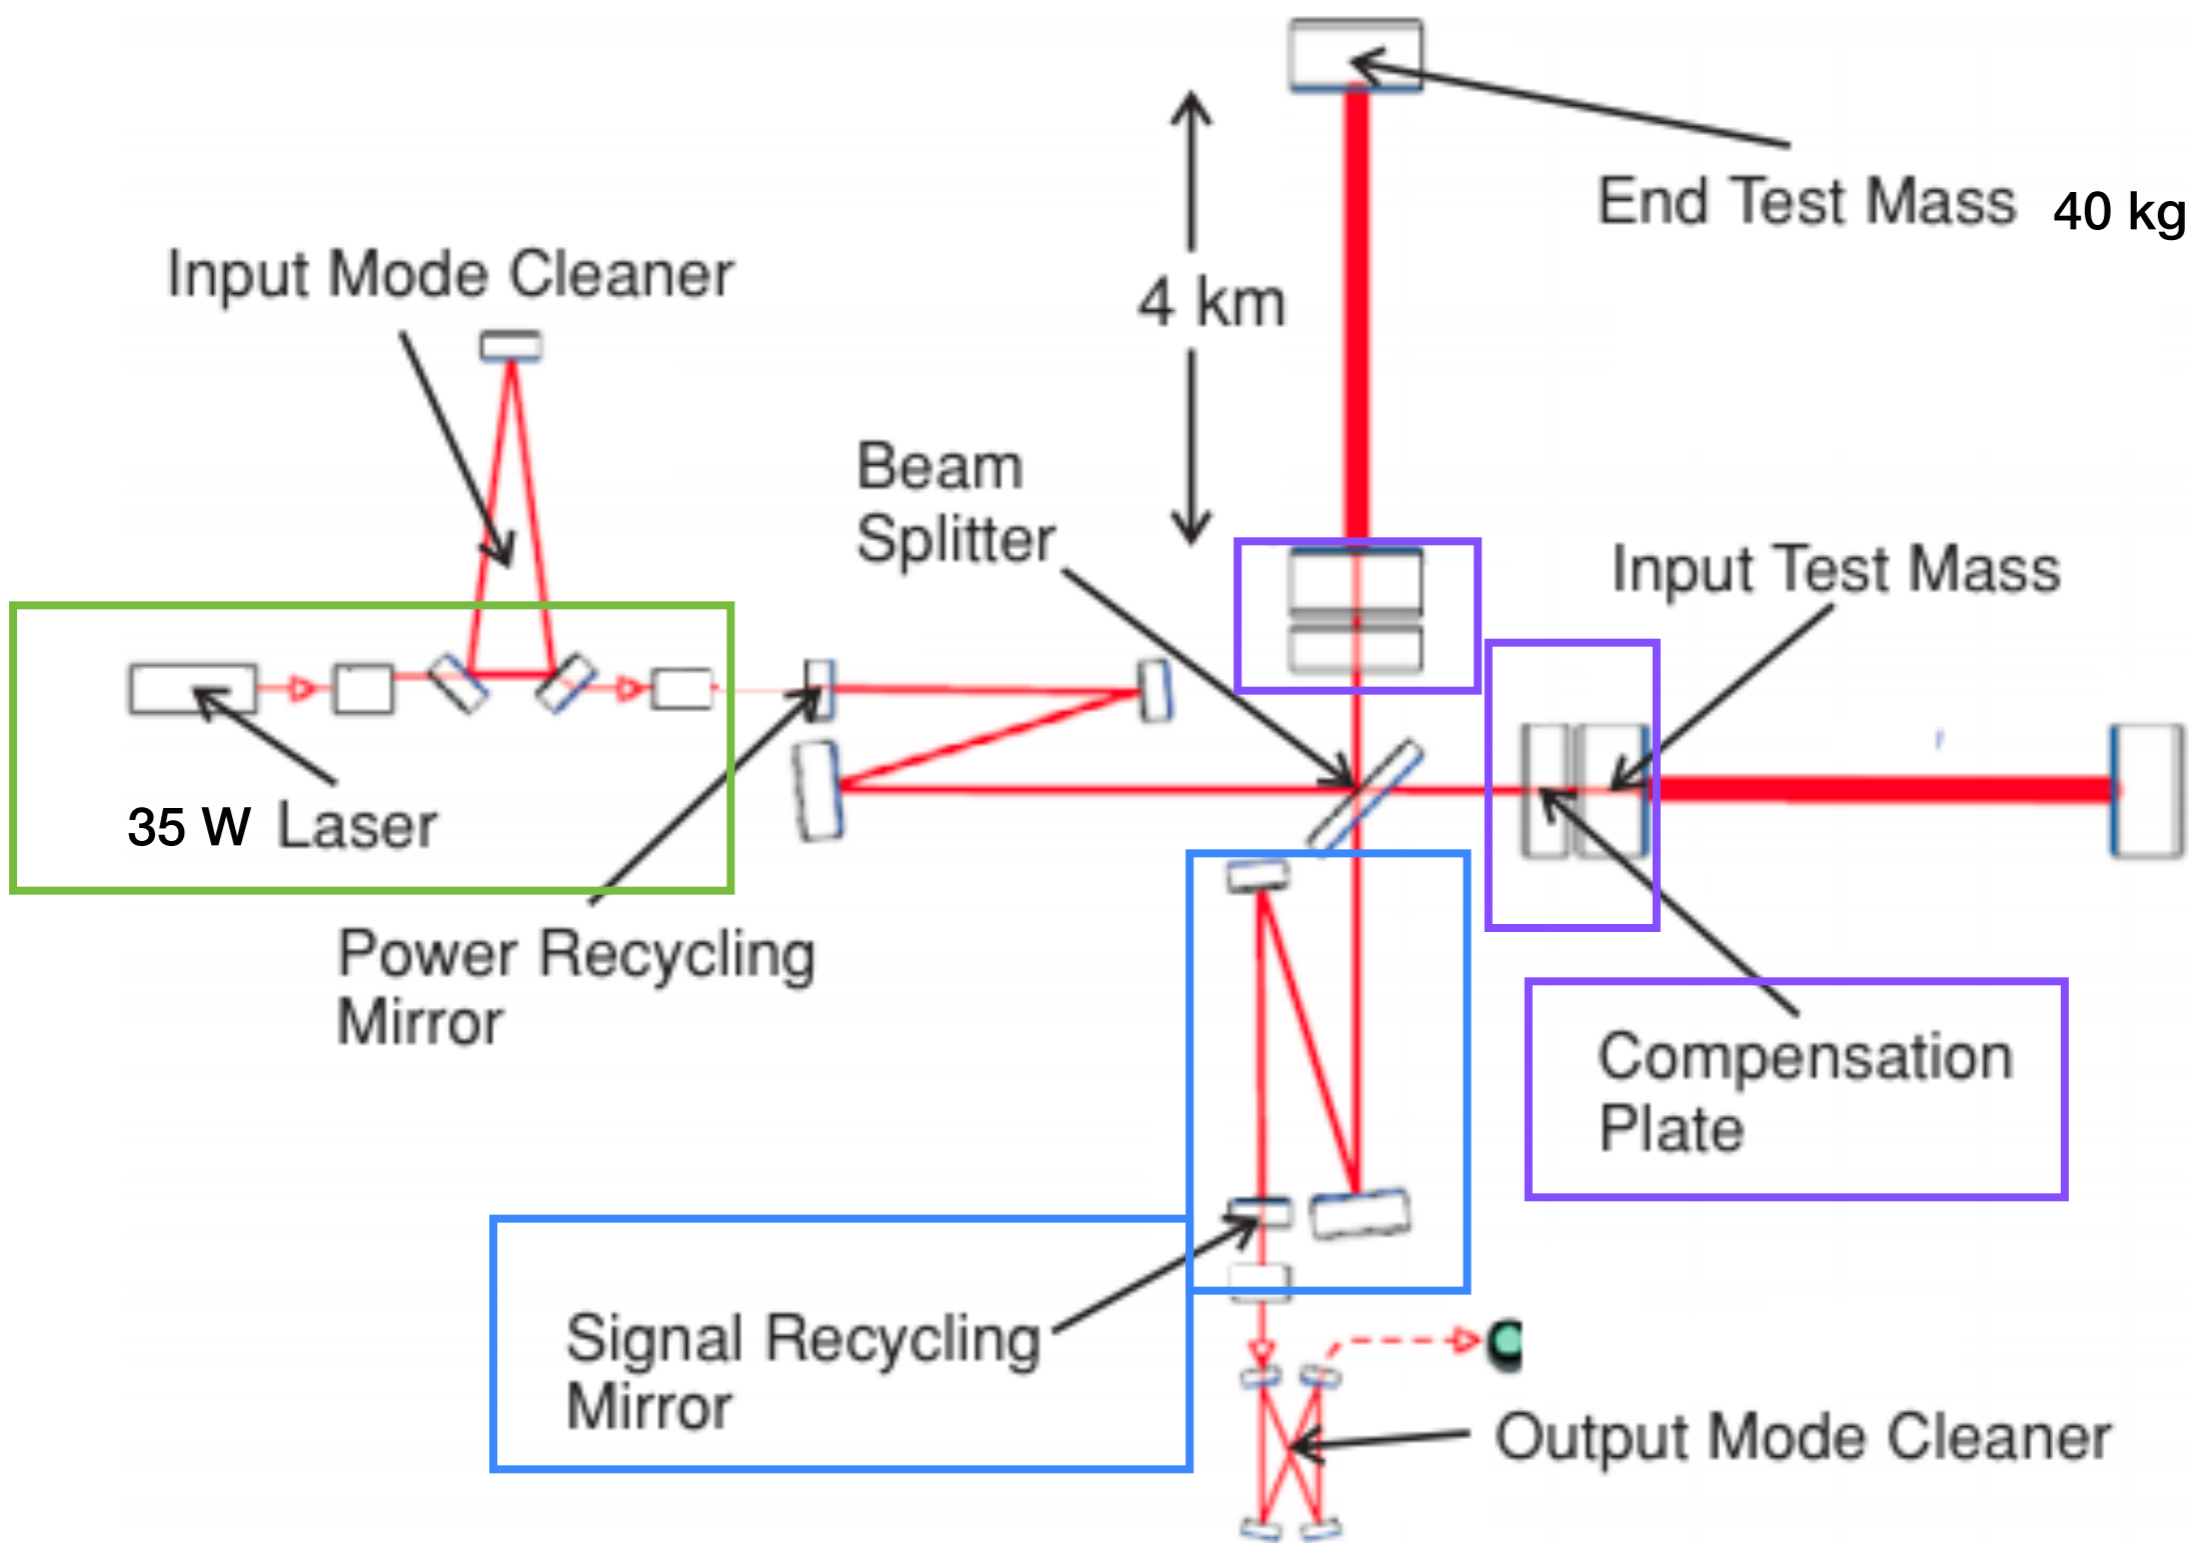 End Test Mass 40 kg
Input Mode Cleaner
4 km
Beam
Splitter
Input Test Mass
35 W Laser
Power Recycling
Mirror
Compensation
Plate
Signal Recycling
Mirror
Output Mode Cleaner